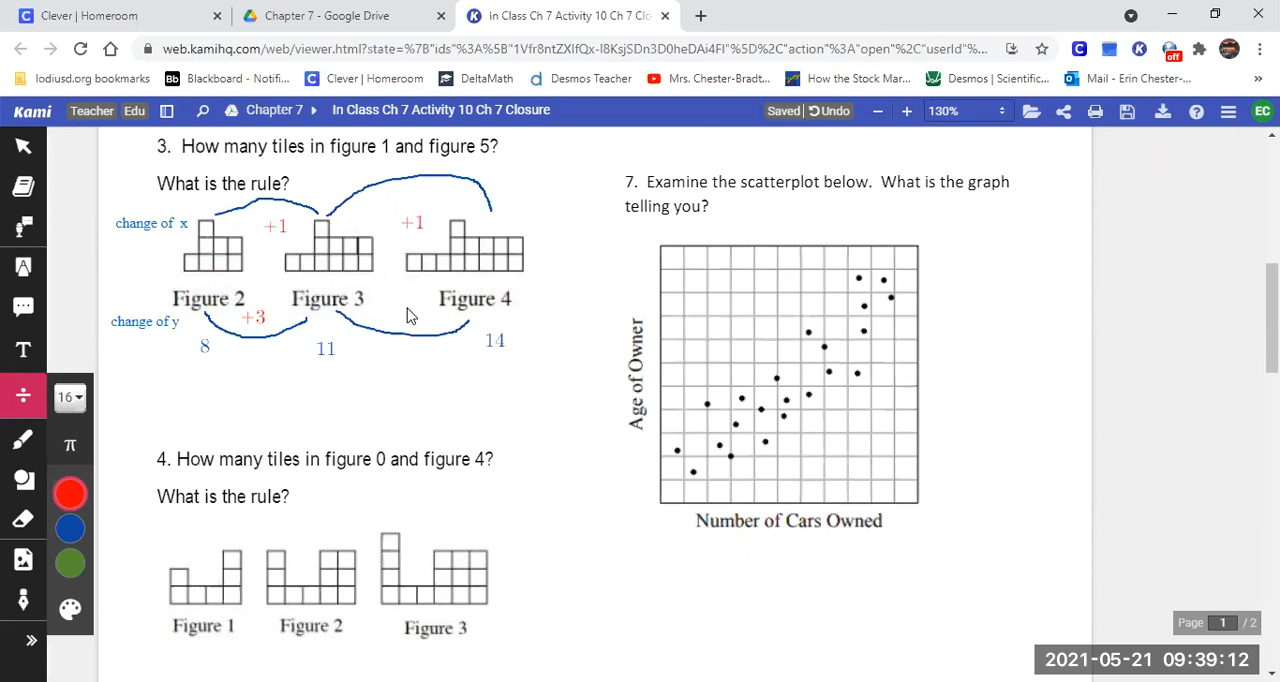 Clever | Homeroom
Chapter 7 - Google Drive
In Class Ch 7 Activity 10 Ch 7 Clo
web.kamihq.com/web/viewer.html?state=%7B"ids"%3A%5B"1Vfr8ntZXIfQx-I8KsjSDn3D0heDAi4FI"%5D%2C"action"%3A"open"%2C"userId"%...
off
lodiusd.org bookmarks
Bb Blackboard - Notifi...
Clever | Homeroom
DeltaMath
Desmos Teacher
Mrs. Chester-Bradt...
How the Stock Mar...
Desmos | Scientific...
Mail - Erin Chester-...
»
Kami Teacher Edu
Chapter 7
In Class Ch 7 Activity 10 Ch 7 Closure
Saved Undo
130%
EC
3. How many tiles in figure 1 and figure 5?
What is the rule?
change of x
+1
+1
Figure 2 Figure 3 Figure 4
change of y
+3
8
11
14
4. How many tiles in figure 0 and figure 4?
What is the rule?
Figure 1 Figure 2 Figure 3
7. Examine the scatterplot below. What is the graph
telling you?
Age of Owner
Number of Cars Owned
16
π
Page 1 / 2
2021-05-21 09:39:12